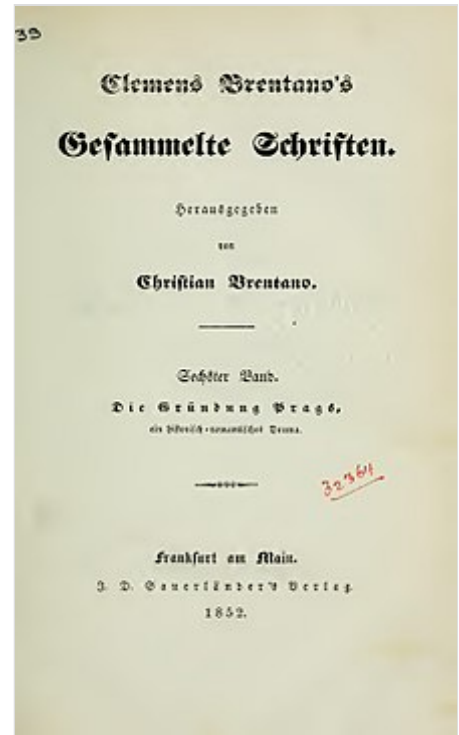 39
Clemens Brentano's
Gesammelte Schriften.
Herausgegeben
von
Christian Brentano.
Sechster Band.
Die Gründung Prags,
ein historisch-romantisches Drama.
32364
Frankfurt am Main.
J. D. Sauerländer's Verlag.
1852.